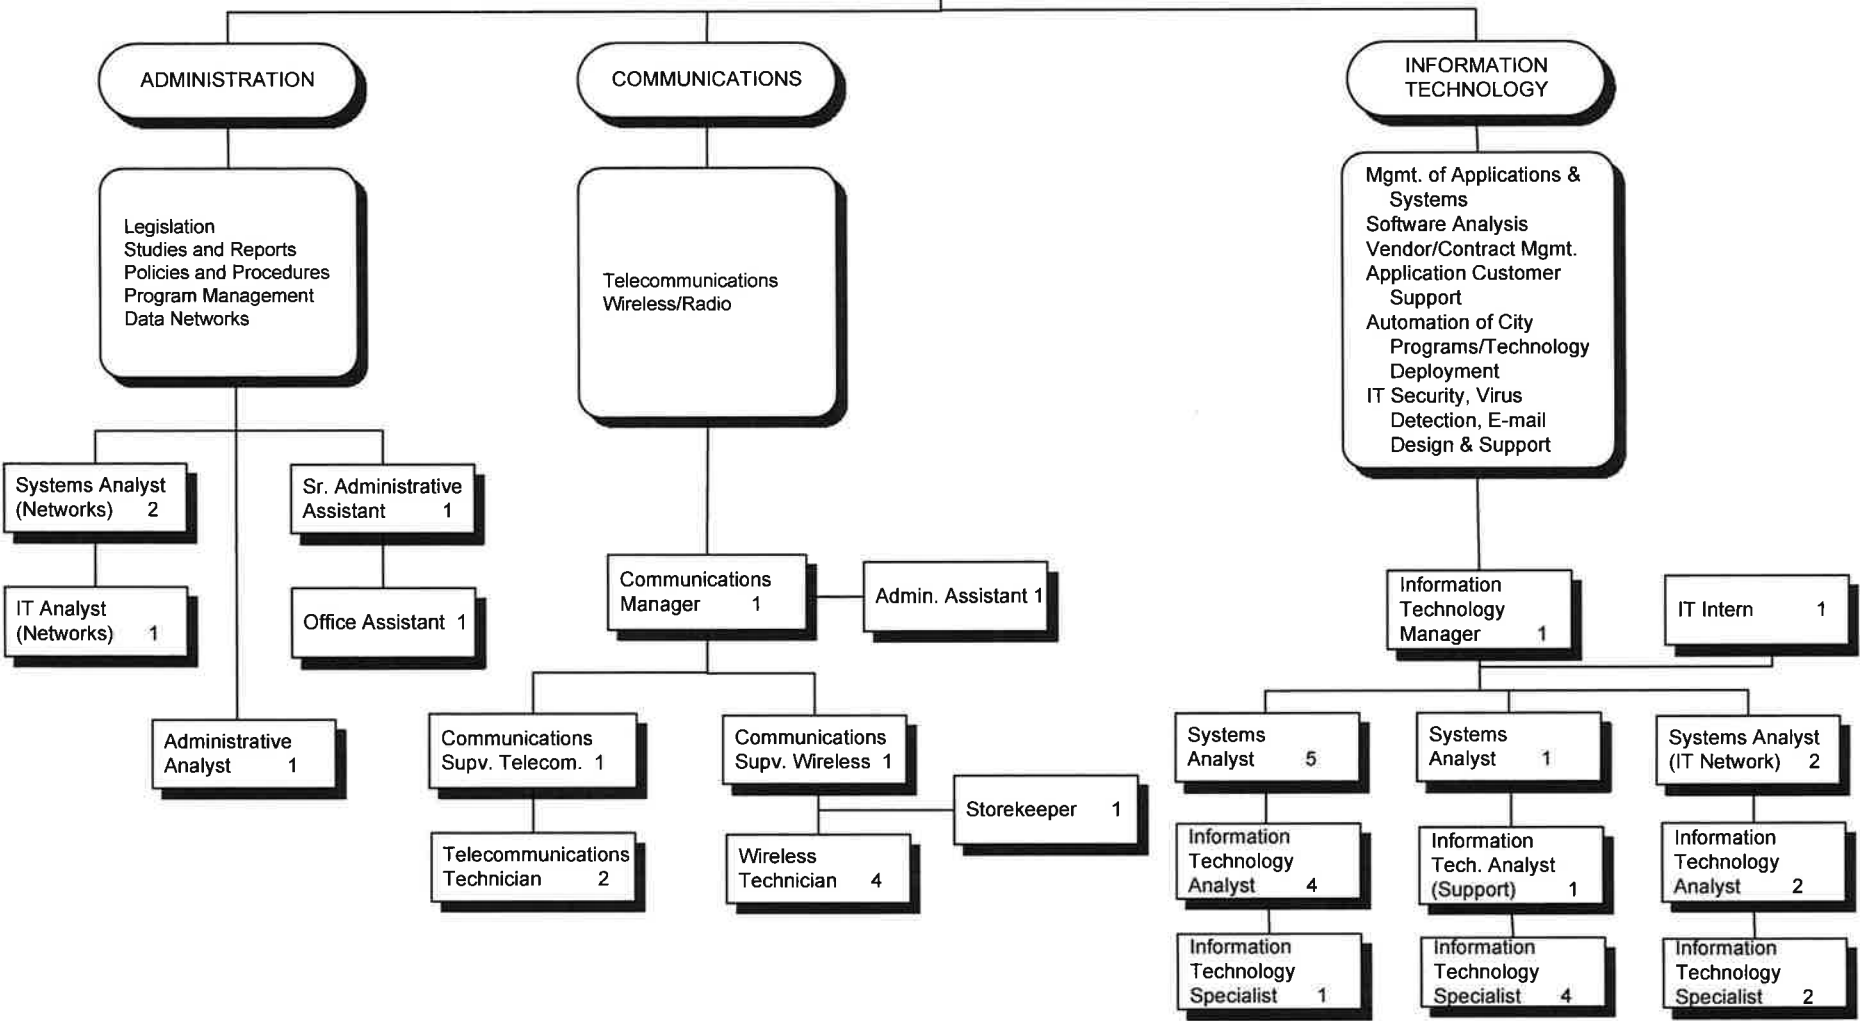 ADMINISTRATION
Legislation
Studies and Reports
Policies and Procedures
Program Management
Data Networks
Systems Analyst
(Networks) 2
IT Analyst
(Networks) 1
Sr. Administrative
Assistant 1
Office Assistant 1
Administrative
Analyst 1
COMMUNICATIONS
Telecommunications
Wireless/Radio
Communications
Manager 1
Admin. Assistant 1
Communications
Supv. Telecom. 1
Telecommunications
Technician 2
Communications
Supv. Wireless 1
Storekeeper 1
Wireless
Technician 4
INFORMATION
TECHNOLOGY
Mgmt. of Applications &
Systems
Software Analysis
Vendor/Contract Mgmt.
Application Customer
Support
Automation of City
Programs/Technology
Deployment
IT Security, Virus
Detection, E-mail
Design & Support
Information
Technology
Manager 1
IT Intern 1
Systems
Analyst 5
Information
Technology
Analyst 4
Information
Technology
Specialist 1
Systems
Analyst 1
Information
Tech. Analyst
(Support) 1
Information
Technology
Specialist 4
Systems Analyst
(IT Network) 2
Information
Technology
Analyst 2
Information
Technology
Specialist 2